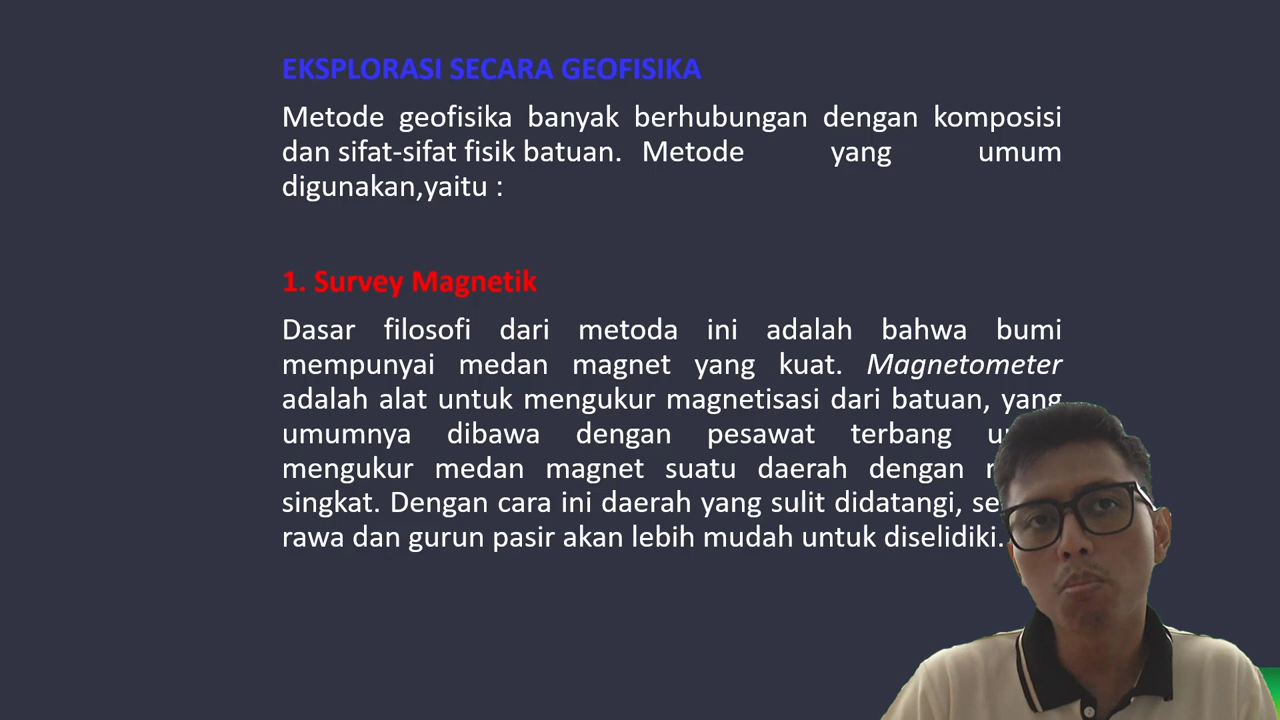 EKSPLORASI SECARA GEOFISIKA
Metode geofisika banyak berhubungan dengan komposisi
dan sifat-sifat fisik batuan. Metode yang umum
digunakan,yaitu :
1. Survey Magnetik
Dasar filosofi dari metoda ini adalah bahwa bumi
mempunyai medan magnet yang kuat. Magnetometer
adalah alat untuk mengukur magnetisasi dari batuan, yang
umumnya dibawa dengan pesawat terbang
mengukur medan magnet suatu daerah dengan
singkat. Dengan cara ini daerah yang sulit didatangi,
rawa dan gurun pasir akan lebih mudah untuk diselidiki.